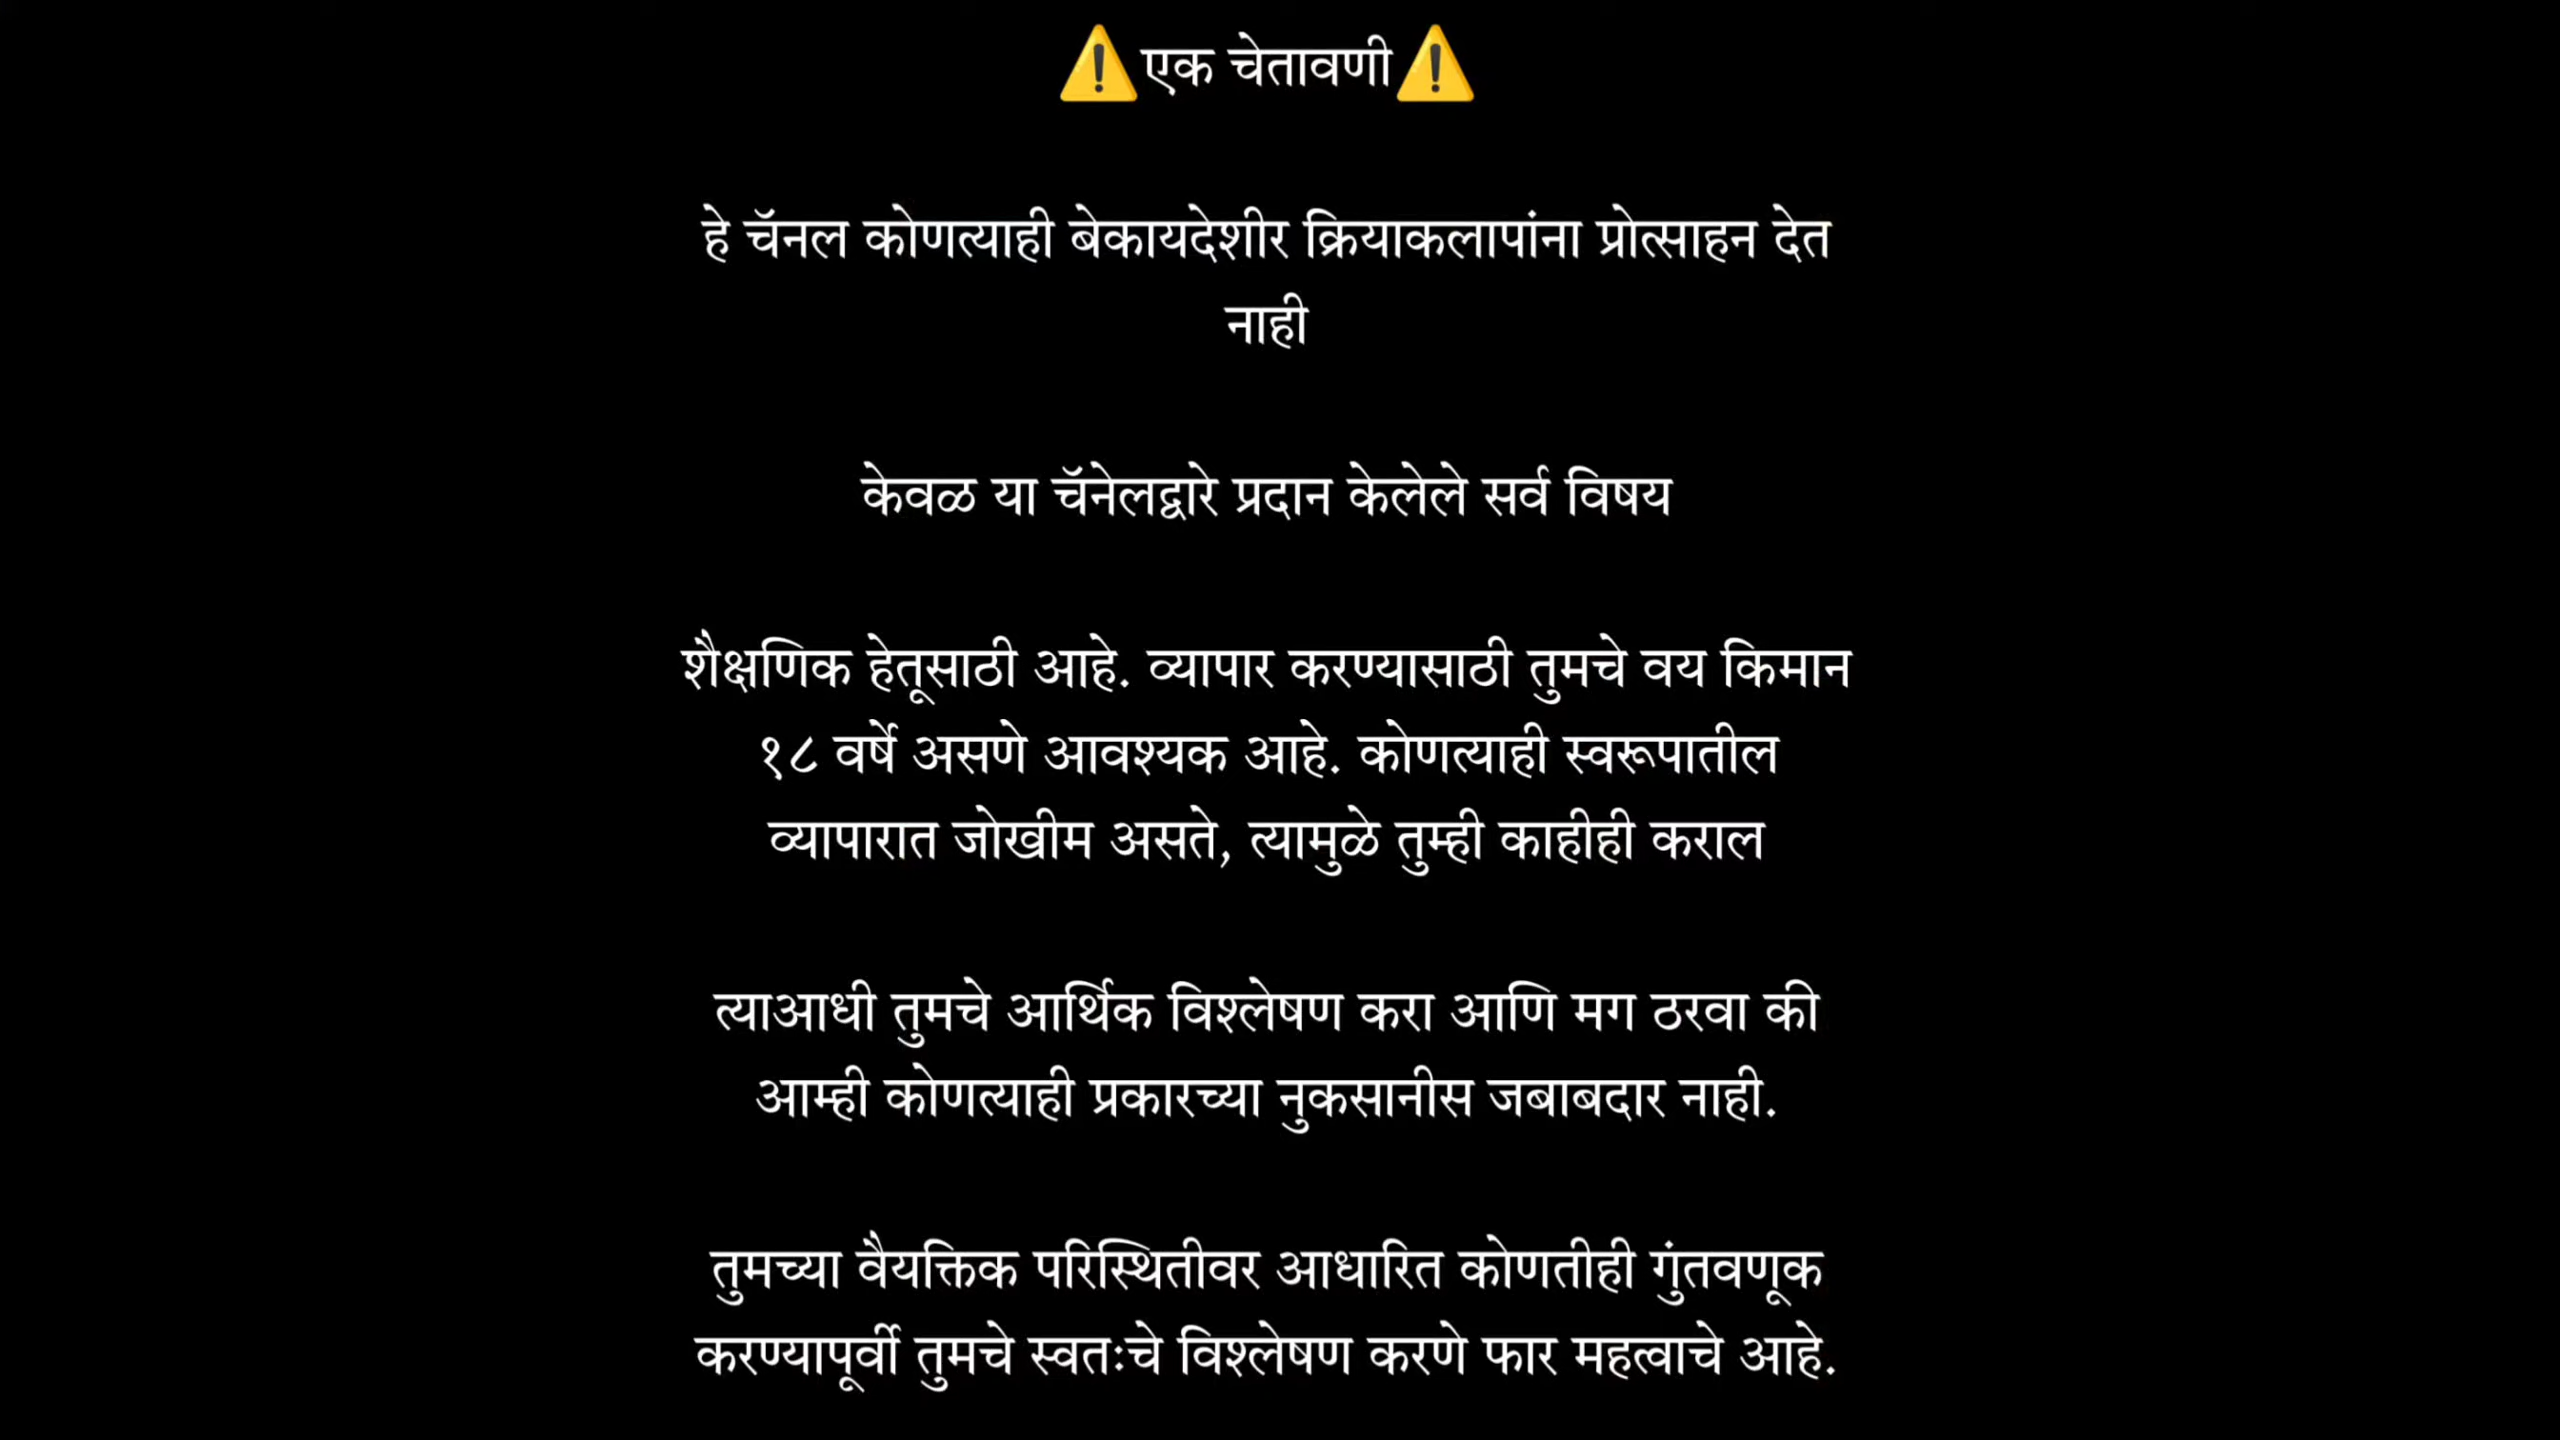 ⚠️एक चेतावणी⚠️
हे चॅनल कोणत्याही बेकायदेशीर क्रियाकलापांना प्रोत्साहन देत
नाही
केवळ या चॅनेलद्वारे प्रदान केलेले सर्व विषय
शैक्षणिक हेतूसाठी आहे. व्यापार करण्यासाठी तुमचे वय किमान
१८ वर्षे असणे आवश्यक आहे. कोणत्याही स्वरूपातील
व्यापारात जोखीम असते, त्यामुळे तुम्ही काहीही कराल
त्याआधी तुमचे आर्थिक विश्लेषण करा आणि मग ठरवा की
आम्ही कोणत्याही प्रकारच्या नुकसानीस जबाबदार नाही.
तुमच्या वैयक्तिक परिस्थितीवर आधारित कोणतीही गुंतवणूक
करण्यापूर्वी तुमचे स्वतःचे विश्लेषण करणे फार महत्वाचे आहे.